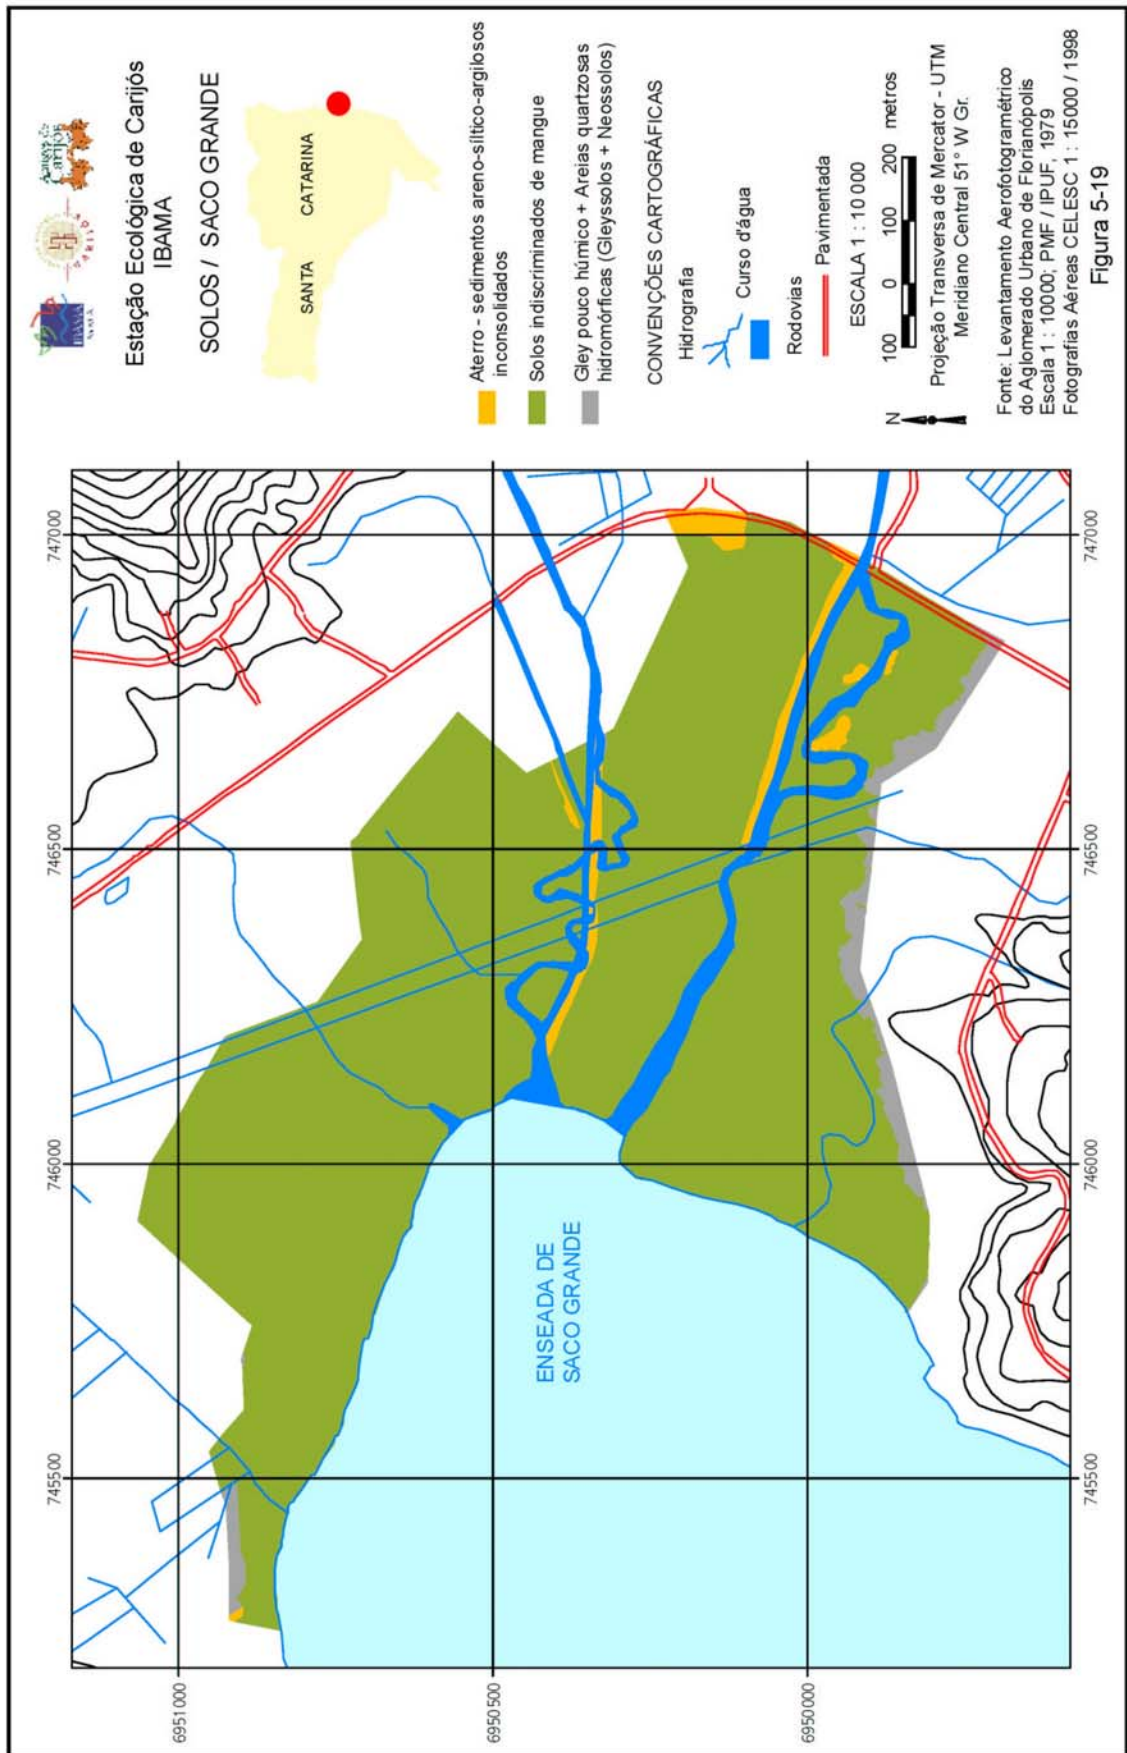 Estação Ecológica de Carijós
IBAMA
SOLOS / SACO GRANDE
SANTA CATARINA
Aterro - sedimentos areno-síltico-argilosos
inconsolidados
Solos indiscriminados de mangue
Gley pouco húmico + Areias quartzosas
hidromórficas (Gleyssolos + Neossolos)
CONVENÇÕES CARTOGRÁFICAS
Hidrografia
Curso d'água
Rodovias
Pavimentada
ESCALA 1 : 10 000
100 0 100 200 metros
N
Projeção Transversa de Mercator - UTM
Meridiano Central 51° W Gr.
Fonte: Levantamento Aerofotogramétrico
do Aglomerado Urbano de Florianópolis
Escala 1 : 10000; PMF / IPUF, 1979
Fotografias Aéreas CELESC 1 : 15000 / 1998
Figura 5-19
745500 746000 746500 747000
6951000
6950500
6950000
ENSEADA DE
SACO GRANDE
745500 746000 746500 747000